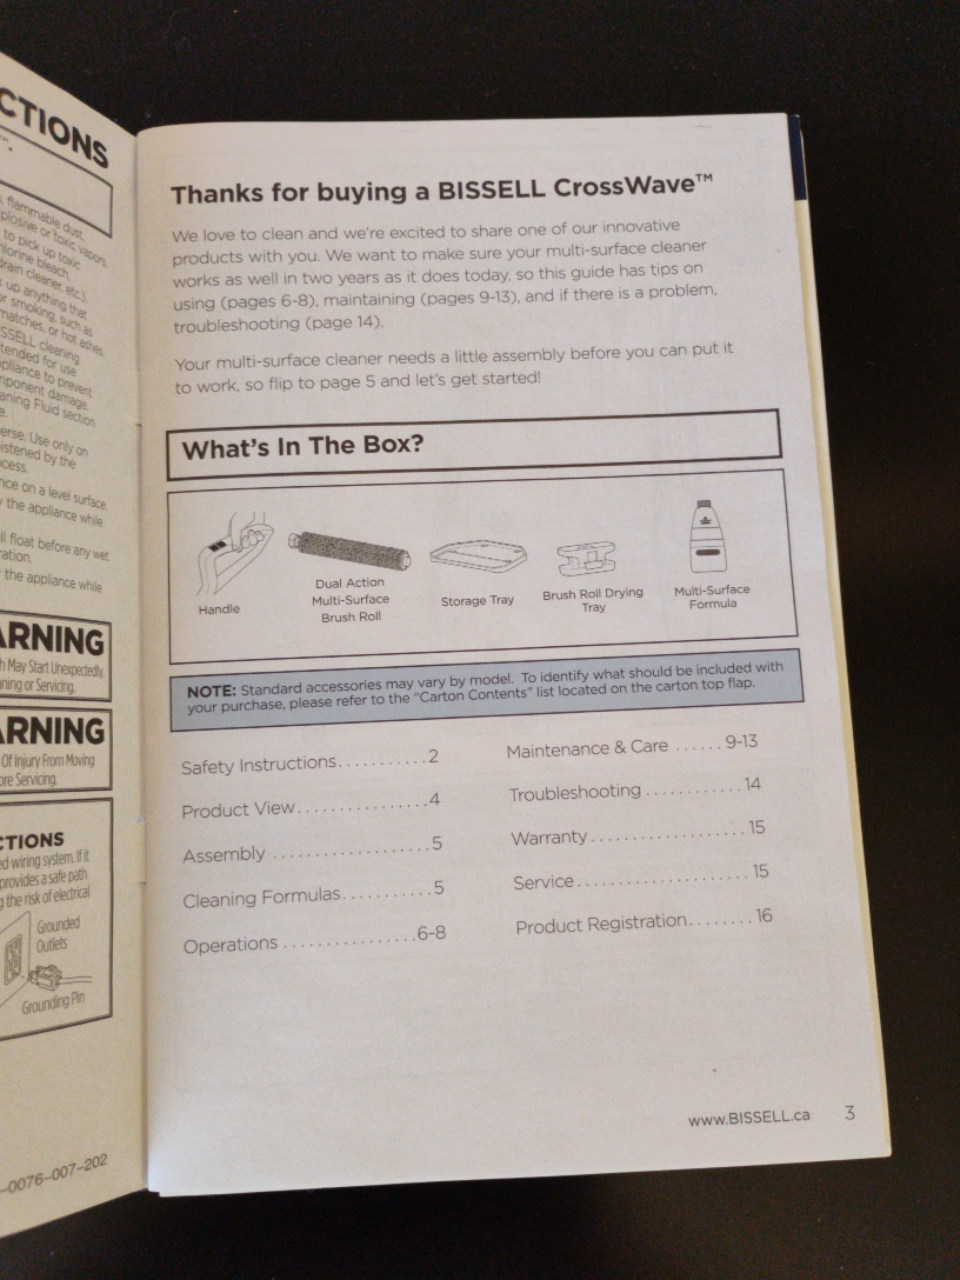 CTIONS
™.
, flammable dust,
plosive or toxic vapors.
to pick up toxic
hlorine bleach,
drain cleaner, etc.).
up anything that
or smoking, such as
matches, or hot ashes.
SSELL cleaning
tended for use
ppliance to prevent
mponent damage.
aning Fluid section
e.
erse. Use only on
istened by the
cess.
nce on a level surface.
y the appliance while
ll float before any wet
ration.
the appliance while
ARNING
h May Start Unexpectedly.
ning or Servicing.
ARNING
Of Injury From Moving
ore Servicing.
CTIONS
ed wiring system. If it
provides a safe path
g the risk of electrical
Grounded
Outlets
Grounding Pin
-0076-007-202
Thanks for buying a BISSELL CrossWave™
We love to clean and we're excited to share one of our innovative
products with you. We want to make sure your multi-surface cleaner
works as well in two years as it does today, so this guide has tips on
using (pages 6-8), maintaining (pages 9-13), and if there is a problem,
troubleshooting (page 14).
Your multi-surface cleaner needs a little assembly before you can put it
to work, so flip to page 5 and let's get started!
What's In The Box?
Handle
Dual Action
Multi-Surface
Brush Roll
Storage Tray
Brush Roll Drying
Tray
Multi-Surface
Formula
NOTE: Standard accessories may vary by model. To identify what should be included with
your purchase, please refer to the "Carton Contents" list located on the carton top flap.
Safety Instructions...........2
Product View................4
Assembly ...................5
Cleaning Formulas...........5
Operations ................6-8
Maintenance & Care ......9-13
Troubleshooting ............14
Warranty...................15
Service.....................15
Product Registration........16
www.BISSELL.ca 3